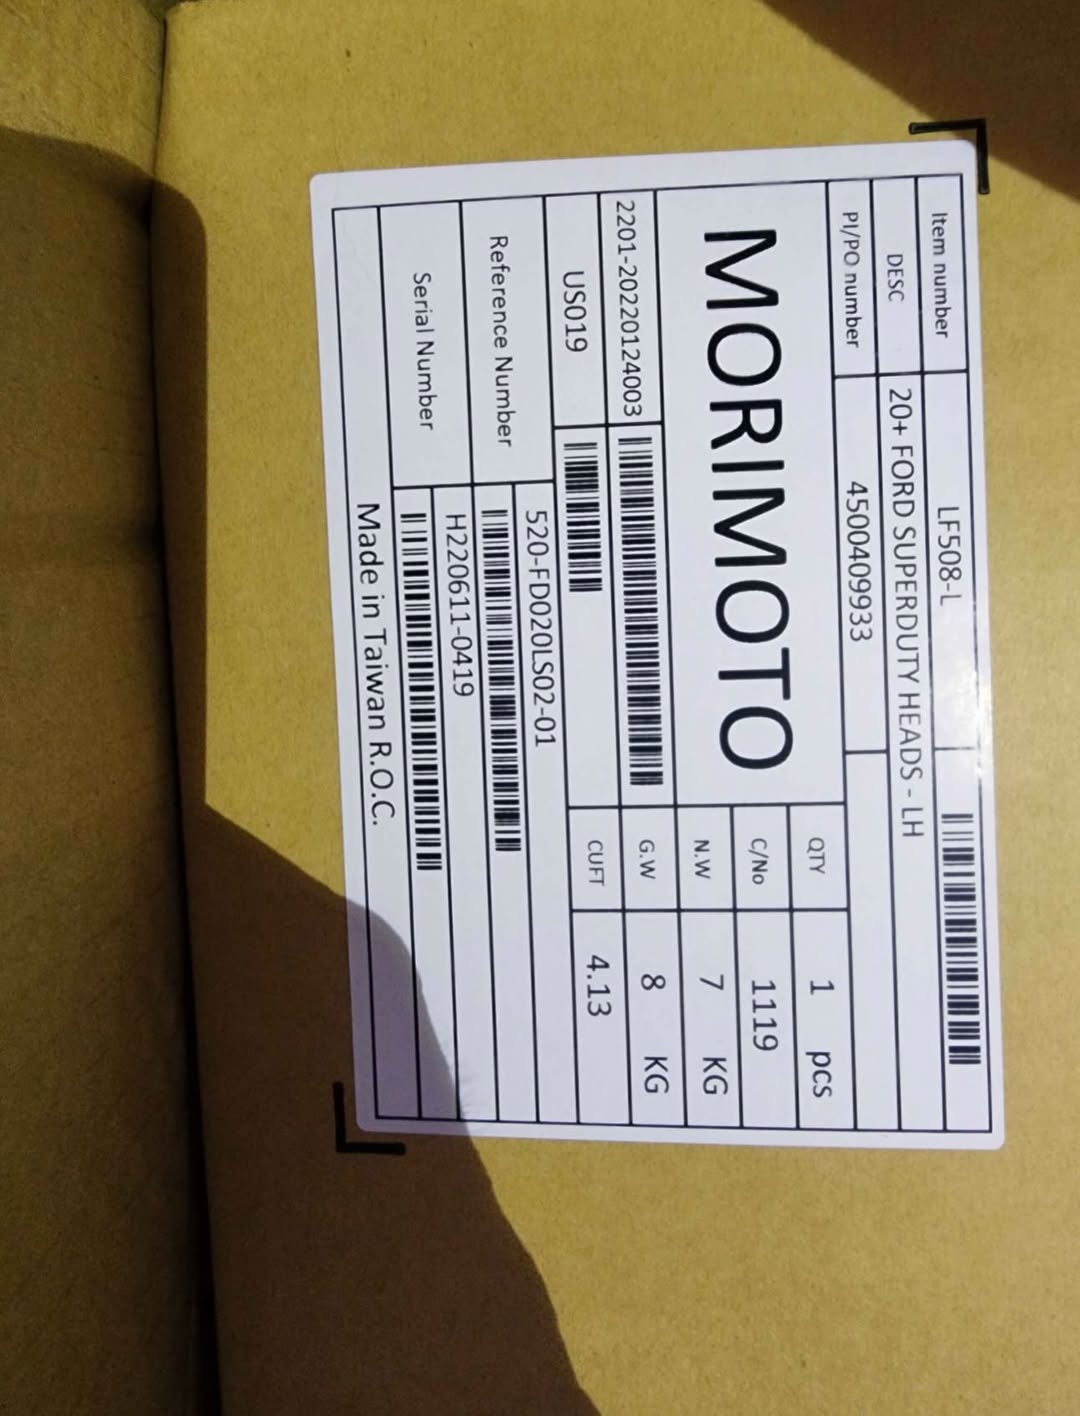 Item number LF508-L
DESC 20+ FORD SUPERDUTY HEADS - LH
PI/PO number 4500409933
MORIMOTO
QTY 1 pcs
C/No 1119
N.W 7 KG
2201-20220124003
G.W 8 KG
US019
CUFT 4.13
Reference Number 520-FD020LS02-01
Serial Number H220611-0419
Made in Taiwan R.O.C.